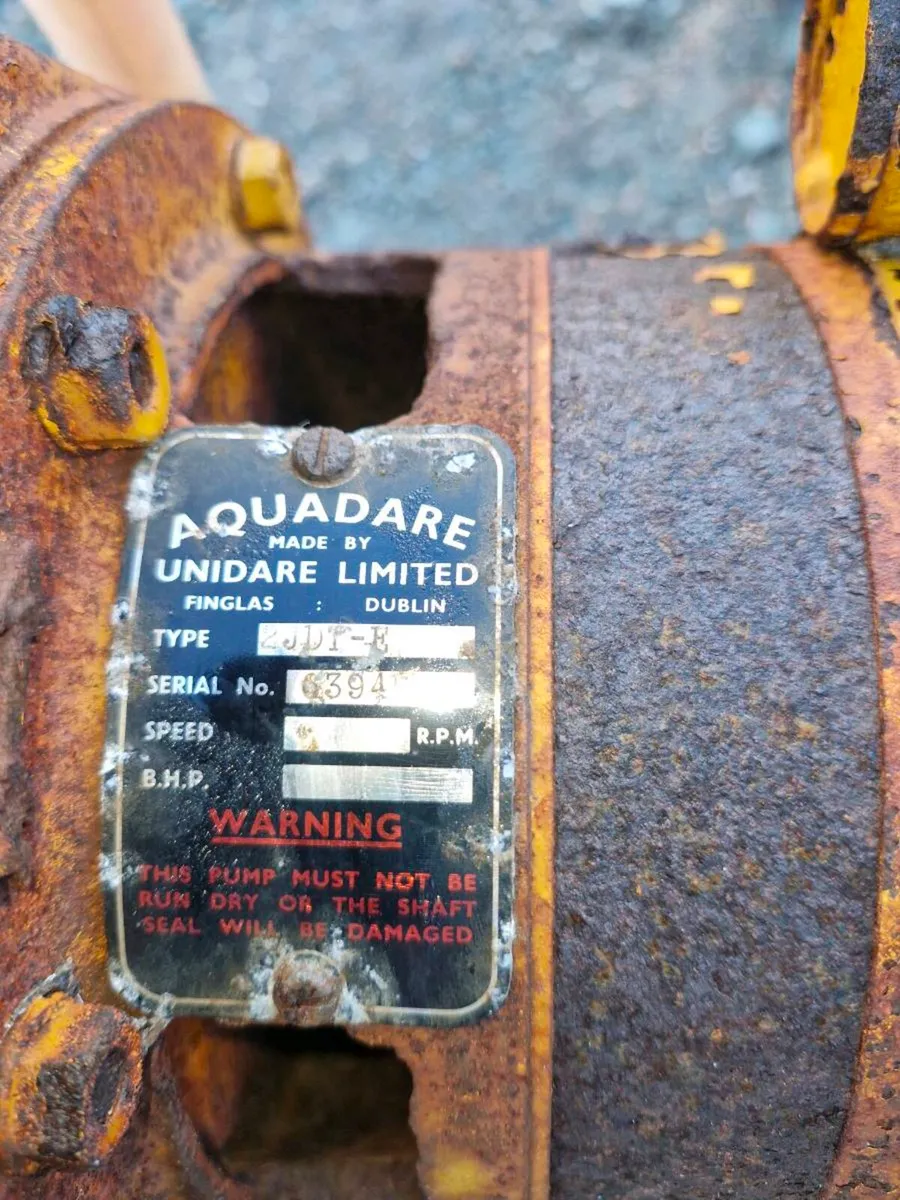 AQUADARE
MADE BY
UNIDARE LIMITED
FINGLAS : DUBLIN
TYPE
SERIAL No. 6394
SPEED R.P.M.
B.H.P.
WARNING
THIS PUMP MUST NOT BE
RUN DRY OR THE SHAFT
SEAL WILL BE DAMAGED